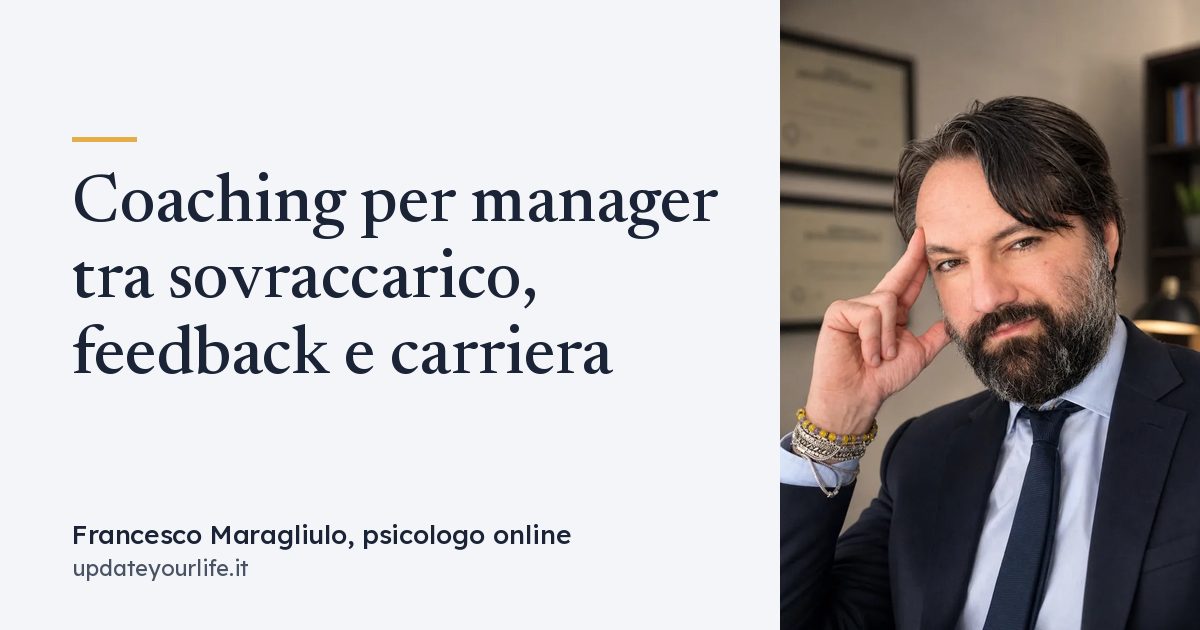 Coaching per manager
tra sovraccarico,
feedback e carriera
Francesco Maragliulo, psicologo online
updateyourlife.it